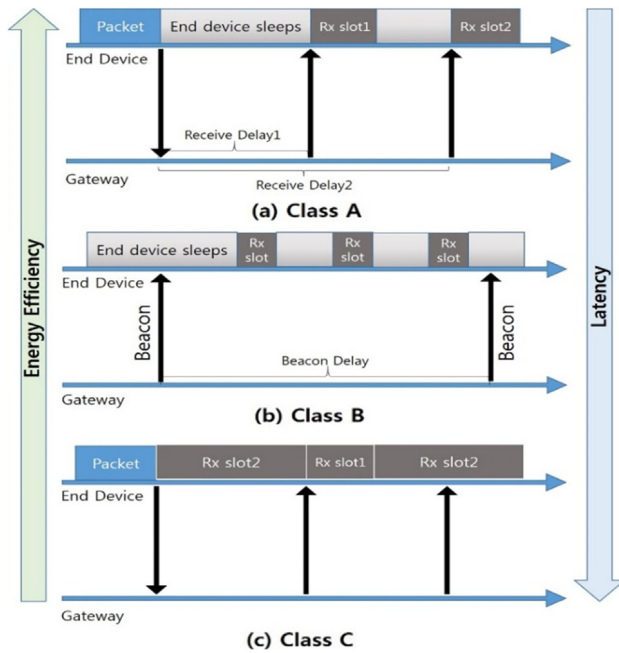 Packet End device sleeps Rx slot1 Rx slot2
End Device
Receive Delay1
Gateway
Receive Delay2
(a) Class A
End device sleeps Rx slot Rx slot Rx slot
End Device
Beacon Beacon
Beacon Delay
Gateway
(b) Class B
Packet Rx slot2 Rx slot1 Rx slot2
End Device
Gateway
(c) Class C
Energy Efficiency
Latency